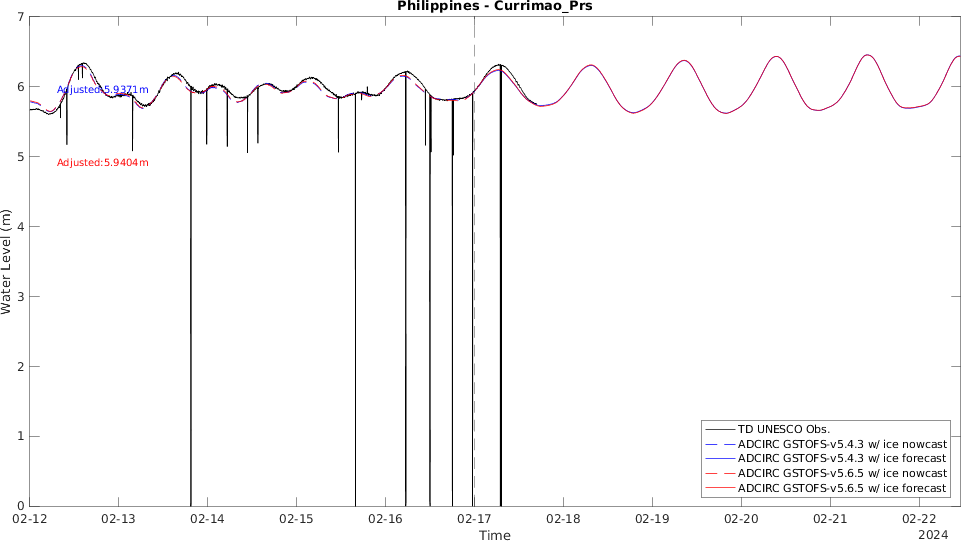 Philippines - Currimao_Prs
7
6
5
4
3
2
1
0
Water Level (m)
Adjusted:5.9371m
Adjusted:5.9404m
TD UNESCO Obs.
ADCIRC GSTOFS-v5.4.3 w/ ice nowcast
ADCIRC GSTOFS-v5.4.3 w/ ice forecast
ADCIRC GSTOFS-v5.6.5 w/ ice nowcast
ADCIRC GSTOFS-v5.6.5 w/ ice forecast
02-12 02-13 02-14 02-15 02-16 02-17 02-18 02-19 02-20 02-21 02-22
2024
Time